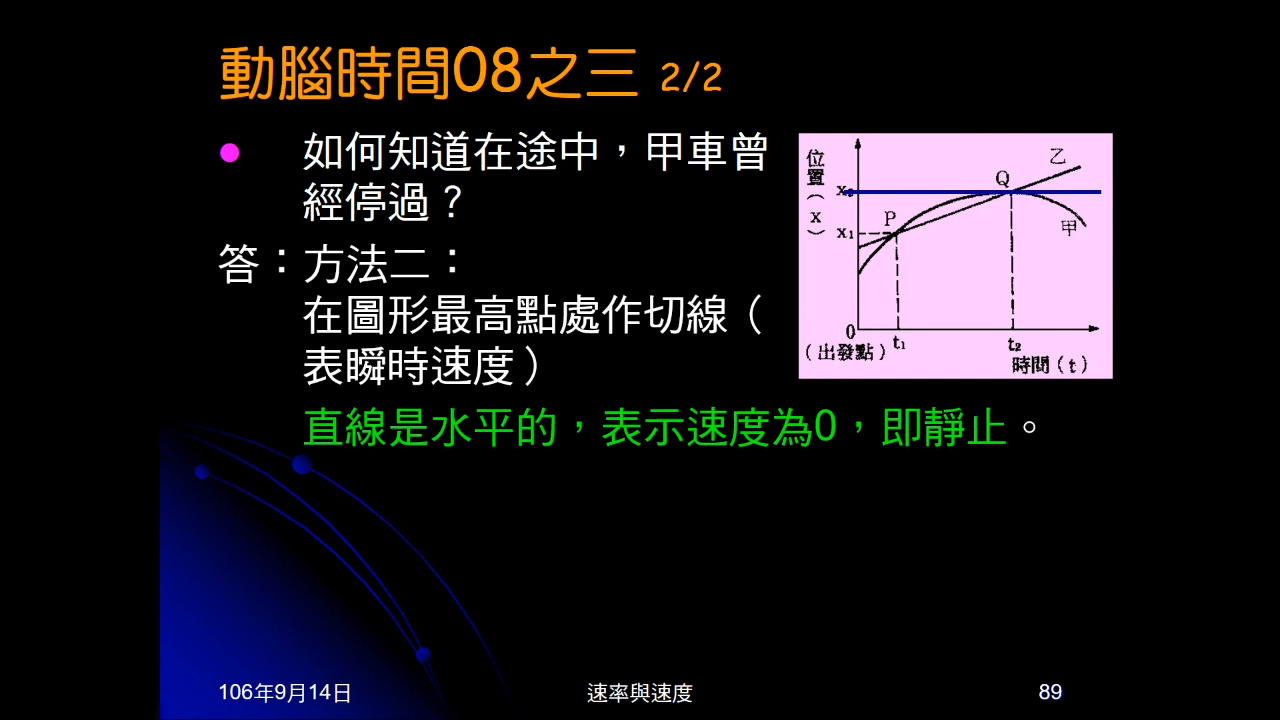 動腦時間08之三 2/2
● 如何知道在途中，甲車曾
經停過？
答：方法二：
在圖形最高點處作切線（
表瞬時速度）
直線是水平的，表示速度為0，即靜止。
位置(x)
乙
Q
x₂
P
甲
x₁
0
(出發點)
t₁
t₂
時間(t)
106年9月14日
速率與速度
89